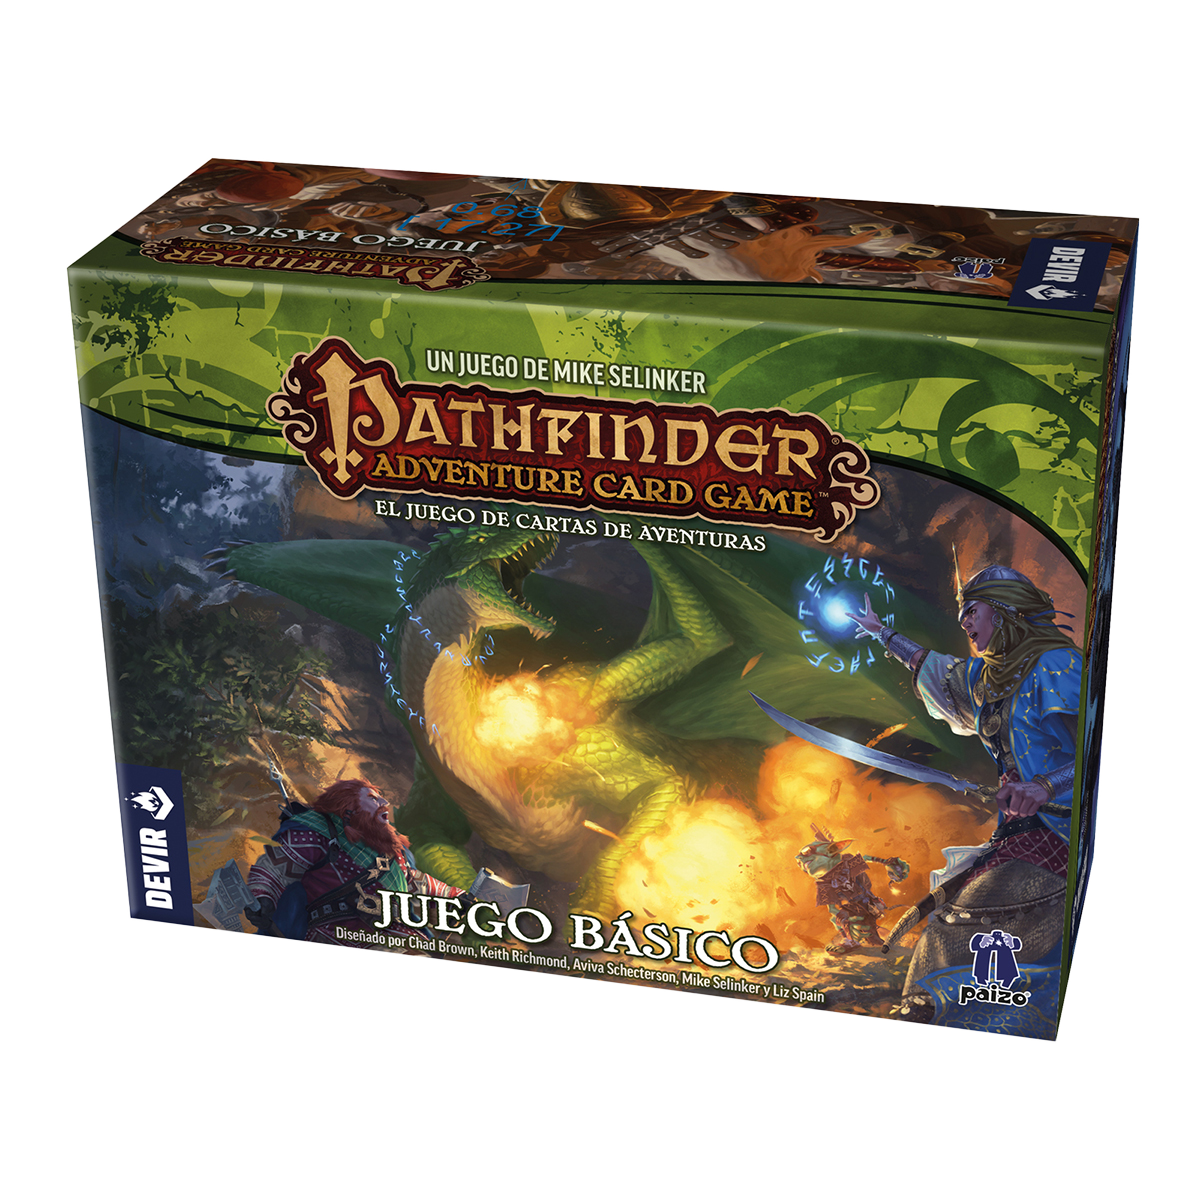 JUEGO BÁSICO
PATHFINDER
ADVENTURE CARD GAME
paizo
DEVIR
UN JUEGO DE MIKE SELINKER
PATHFINDER®
ADVENTURE CARD GAME™
EL JUEGO DE CARTAS DE AVENTURAS
DEVIR
JUEGO BÁSICO
Diseñado por Chad Brown, Keith Richmond, Aviva Schecterson, Mike Selinker y Liz Spain
paizo®